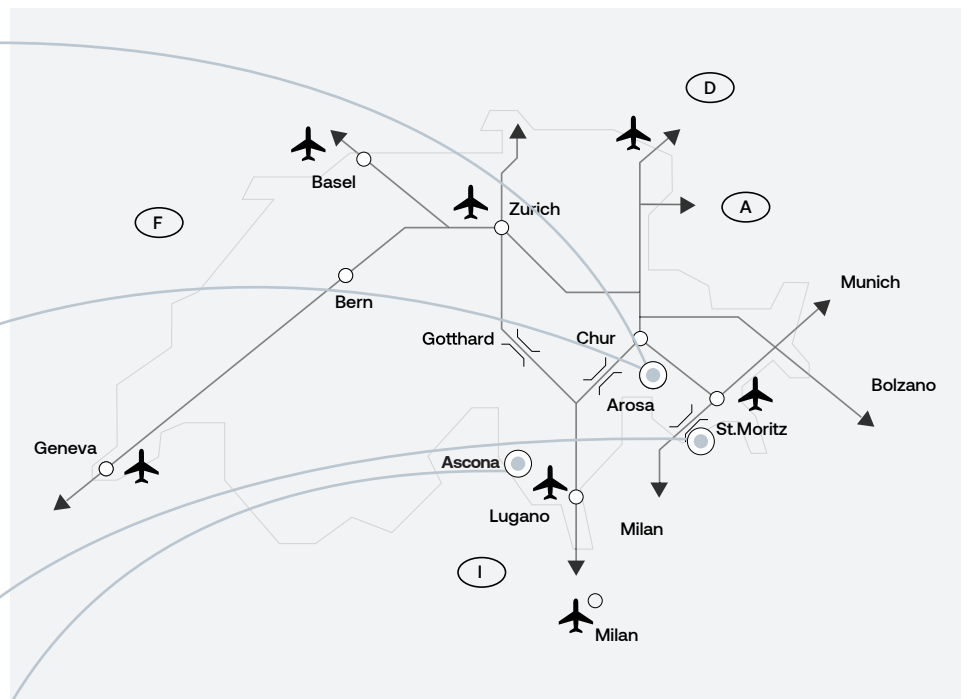 D
Basel
Zurich
A
F
Munich
Bern
Gotthard
Chur
Bolzano
Arosa
St.Moritz
Geneva
Ascona
Lugano
Milan
I
Milan